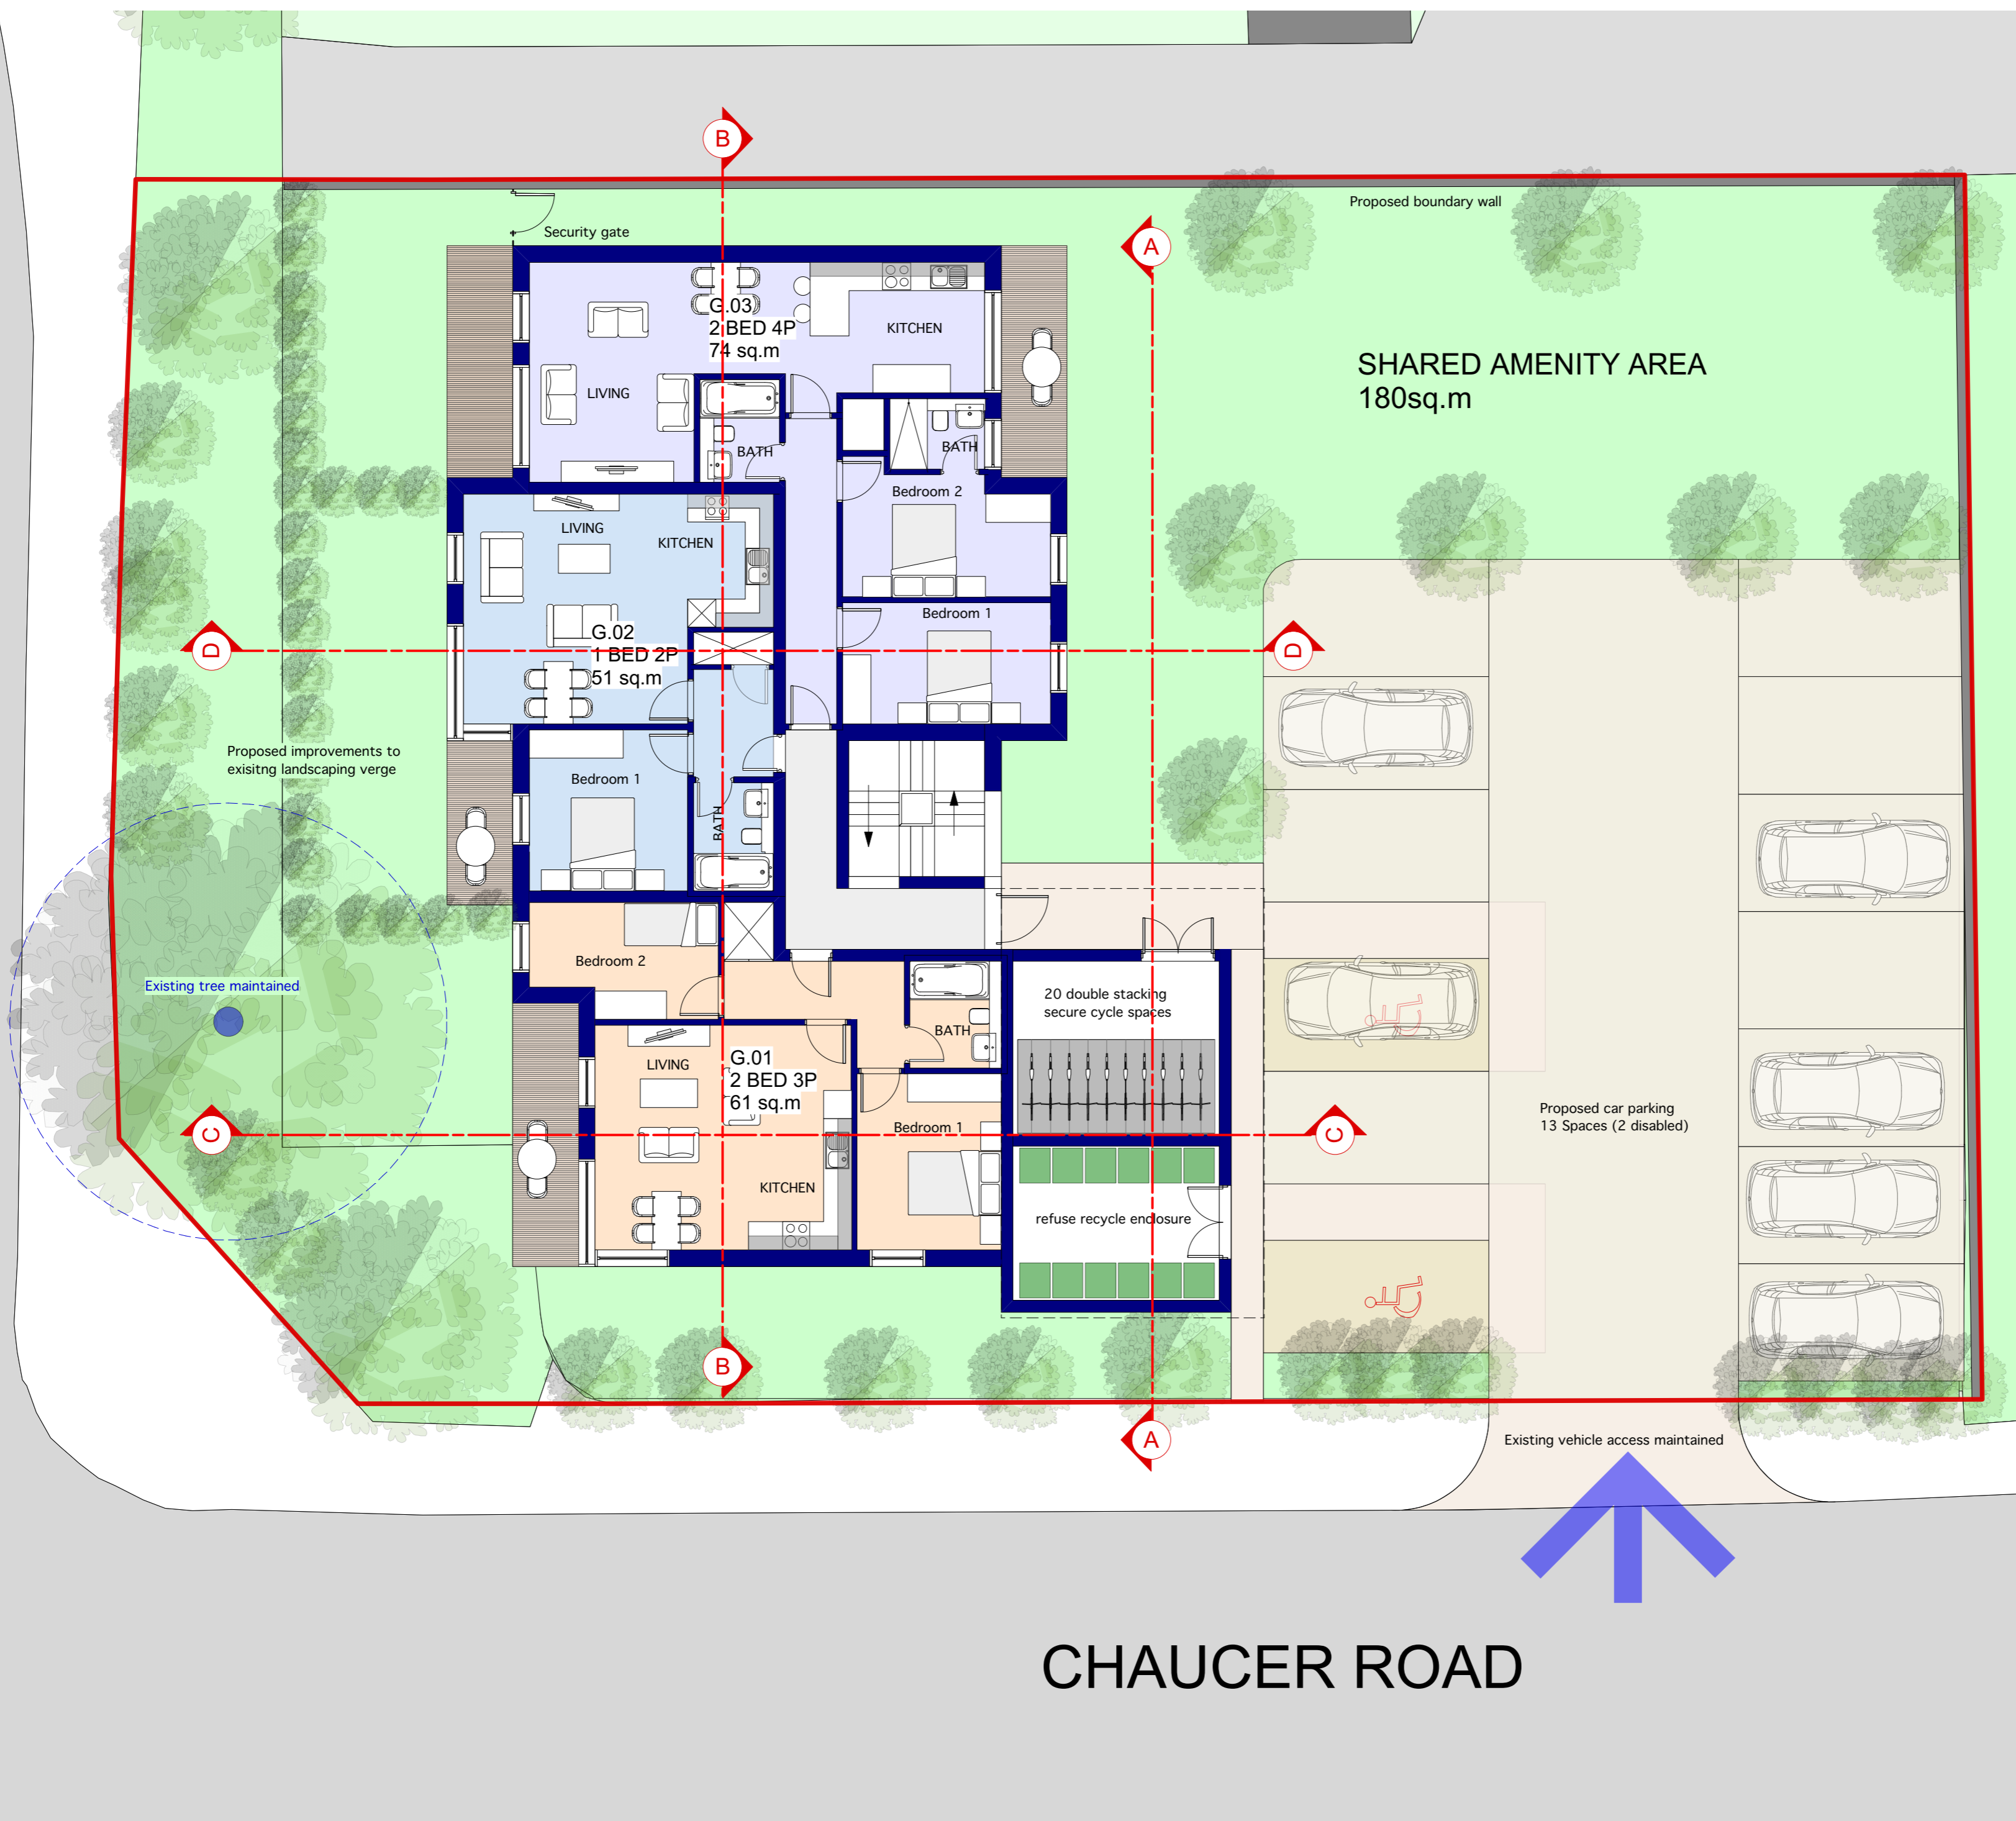 B
Proposed boundary wall
Security gate
A
G.03
2 BED 4P
74 sq.m
KITCHEN
LIVING
BATH
BATH
SHARED AMENITY AREA
180sq.m
Bedroom 2
LIVING
KITCHEN
Bedroom 1
G.02
1 BED 2P
51 sq.m
D
D
Proposed improvements to
exisitng landscaping verge
Bedroom 1
BATH
Existing tree maintained
Bedroom 2
20 double stacking
secure cycle spaces
BATH
LIVING
G.01
2 BED 3P
61 sq.m
Bedroom 1
Proposed car parking
13 Spaces (2 disabled)
C
C
KITCHEN
refuse recycle enclosure
B
A
Existing vehicle access maintained
CHAUCER ROAD